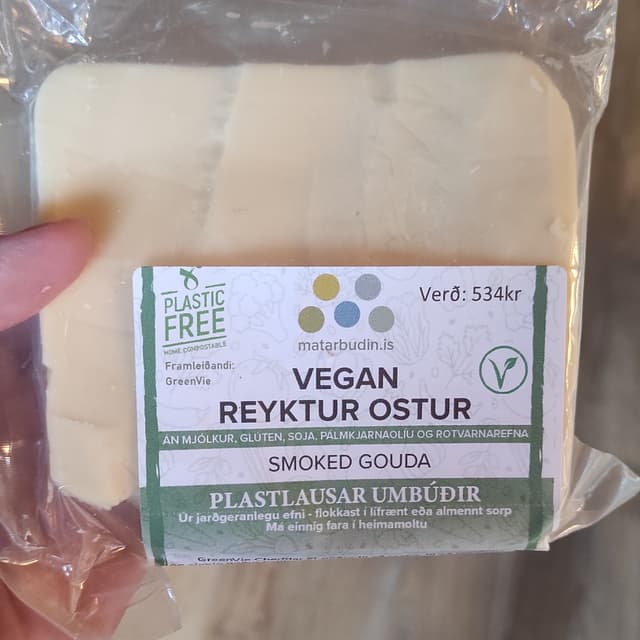 PLASTIC
FREE
HOME COMPOSTABLE
Framleiðandi:
GreenVie
Verð: 534kr
matarbudin.is
VEGAN
REYKTUR OSTUR
ÁN MJÓLKUR, GLÚTEN, SOJA, PÁLMKJARNAOLÍU OG ROTVARNAREFNA
SMOKED GOUDA
PLASTLAUSAR UMBÚÐIR
Úr jarðgeranlegu efni - flokkast í lífrænt eða almennt sorp
Má einnig fara í heimamoltu
GreenVie